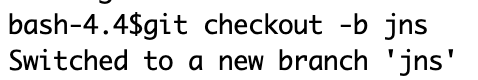 bash-4.4$git checkout -b jns
Switched to a new branch 'jns'